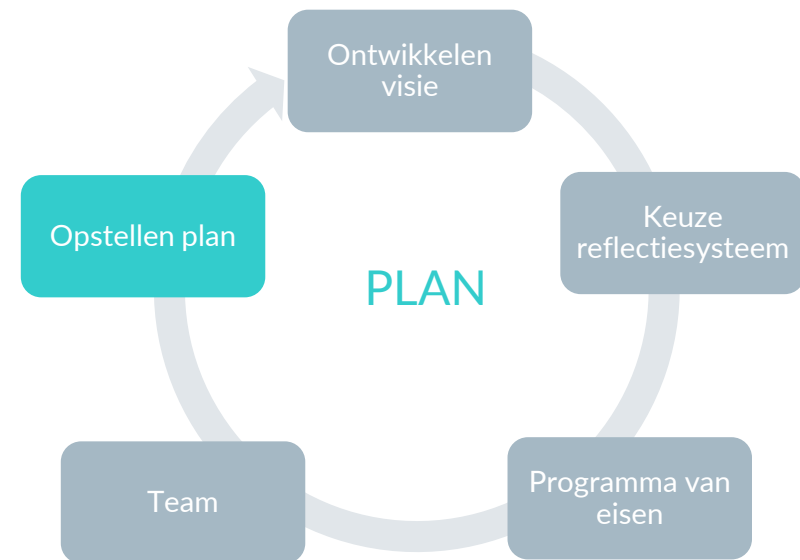 Ontwikkelen
visie
Keuze
reflectiesysteem
Opstellen plan
PLAN
Programma van
eisen
Team